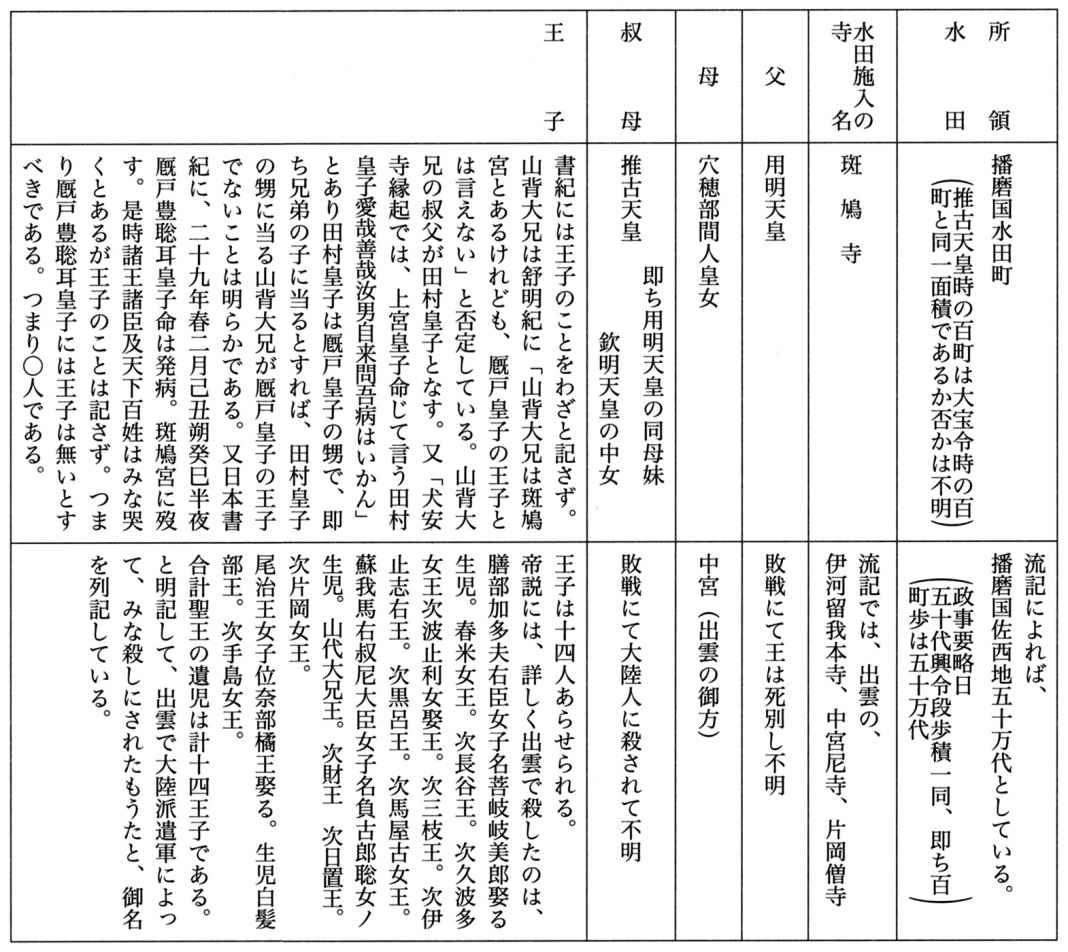 所領
水田
播磨国水田町
(推古天皇時の百町は大宝令時の百
町と同一面積であるか否かは不明)
流記によれば、
播磨国佐西地五十万代としている。
(政事要略日
五十代興令段歩積一同、即ち百
町歩は五十万代)
水田施入の
寺名
斑鳩寺
流記では、出雲の、
伊河留我本寺、中宮尼寺、片岡僧寺
父
用明天皇
敗戦にて王は死別し不明
母
穴穂部間人皇女
中宮(出雲の御方)
叔母
推古天皇
即ち用明天皇の同母妹
欽明天皇の中女
敗戦にて大陸人に殺されて不明
王子
書紀には王子のことをわざと記さず。
山背大兄は舒明紀に「山背大兄は斑鳩
宮とあるけれども、厩戸皇子の王子と
は言えない」と否定している。山背大
兄の叔父が田村皇子となす。又「犬安
寺縁起では、上宮皇子命じて言う田村
皇子愛哉善哉汝男自来問吾病はいかん」
とあり田村皇子は厩戸皇子の甥で、即
ち兄弟の子に当るとすれば、田村皇子
の甥に当る山背大兄が厩戸皇子の王子
でないことは明らかである。又日本書
紀に、二十九年春二月己丑朔癸巳半夜
厩戸豊聡耳皇子命は発病。斑鳩宮に歿
す。是時諸王諸臣及天下百姓はみな哭
くとあるが王子のことは記さず。つま
り厩戸豊聡耳皇子には王子は無いとす
べきである。つまり〇人である。
王子は十四人あらせられる。
帝説には、詳しく出雲で殺したのは、
膳部加多夫右臣女子名菩岐岐美郎娶る
生児。春米女王。次長谷王。次久波多
女王次波止利女娶王。次三枝王。次伊
止志右王。次黒呂王。次馬屋古女王。
蘇我馬右叔尼大臣女子名負古郎聡女ノ
生児。山代大兄王。次財王　次日置王。
次片岡女王。
尾治王女子位奈部橘王娶る。生児白髪
部王。次手島女王。
合計聖王の遺児は計十四王子である。
と明記して、出雲で大陸派遣軍によっ
て、みな殺しにされたもうたと、御名
を列記している。